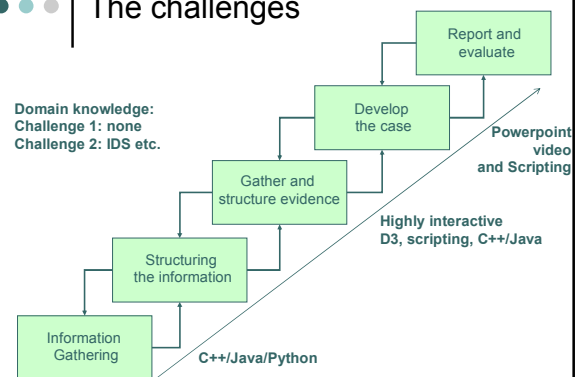 The challenges
Report and
evaluate
Domain knowledge:
Challenge 1: none
Challenge 2: IDS etc.
Develop
the case
Powerpoint
video
and Scripting
Gather and
structure evidence
Highly interactive
D3, scripting, C++/Java
Structuring
the information
Information
Gathering
C++/Java/Python